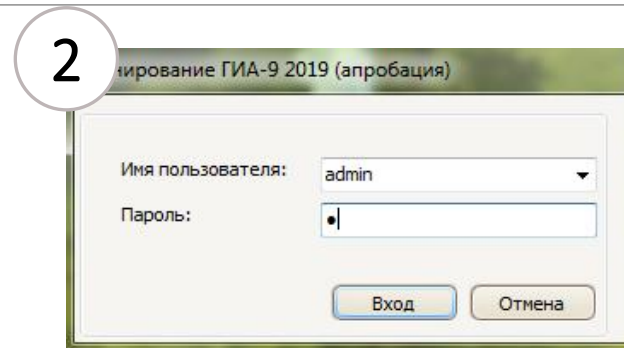 2
нирование ГИА-9 2019 (апробация)
Имя пользователя: admin
Пароль: •
Вход Отмена